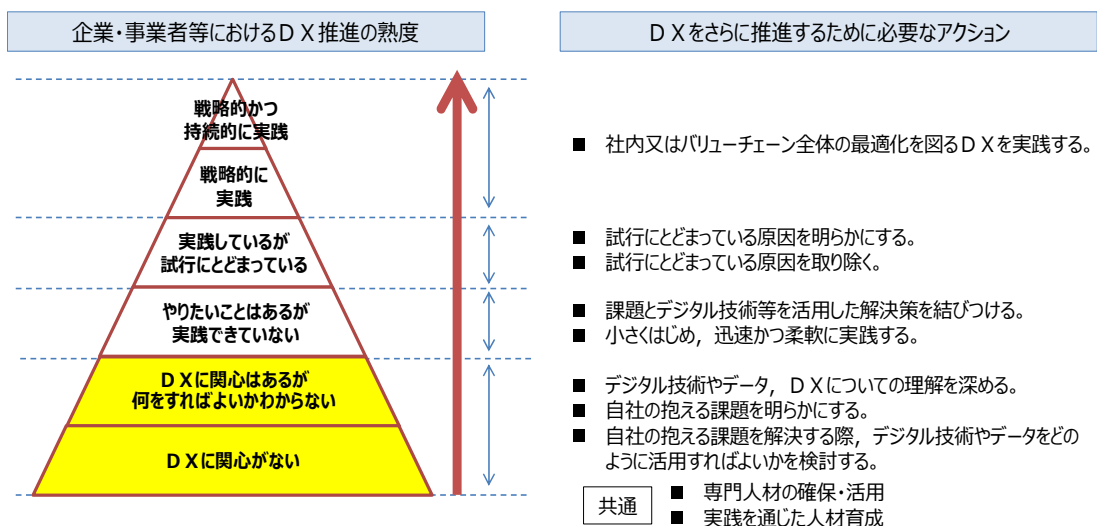 企業・事業者等におけるＤＸ推進の熟度
戦略的かつ
持続的に実践
戦略的に
実践
実践しているが
試行にとどまっている
やりたいことはあるが
実践できていない
ＤＸに関心はあるが
何をすればよいかわからない
ＤＸに関心がない
ＤＸをさらに推進するために必要なアクション
■ 社内又はバリューチェーン全体の最適化を図るＤＸを実践する。
■ 試行にとどまっている原因を明らかにする。
■ 試行にとどまっている原因を取り除く。
■ 課題とデジタル技術等を活用した解決策を結びつける。
■ 小さくはじめ，迅速かつ柔軟に実践する。
■ デジタル技術やデータ，ＤＸについての理解を深める。
■ 自社の抱える課題を明らかにする。
■ 自社の抱える課題を解決する際，デジタル技術やデータをどの
ように活用すればよいかを検討する。
共通
■ 専門人材の確保・活用
■ 実践を通じた人材育成